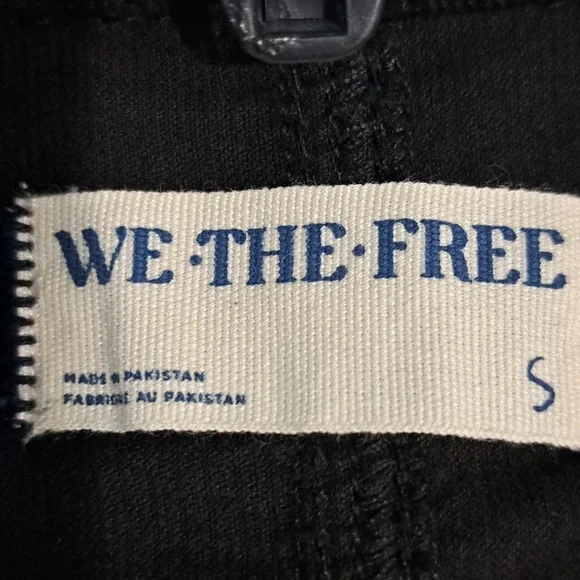 WE·THE·FREE
MADE IN PAKISTAN
FABRIQUÉ AU PAKISTAN
S